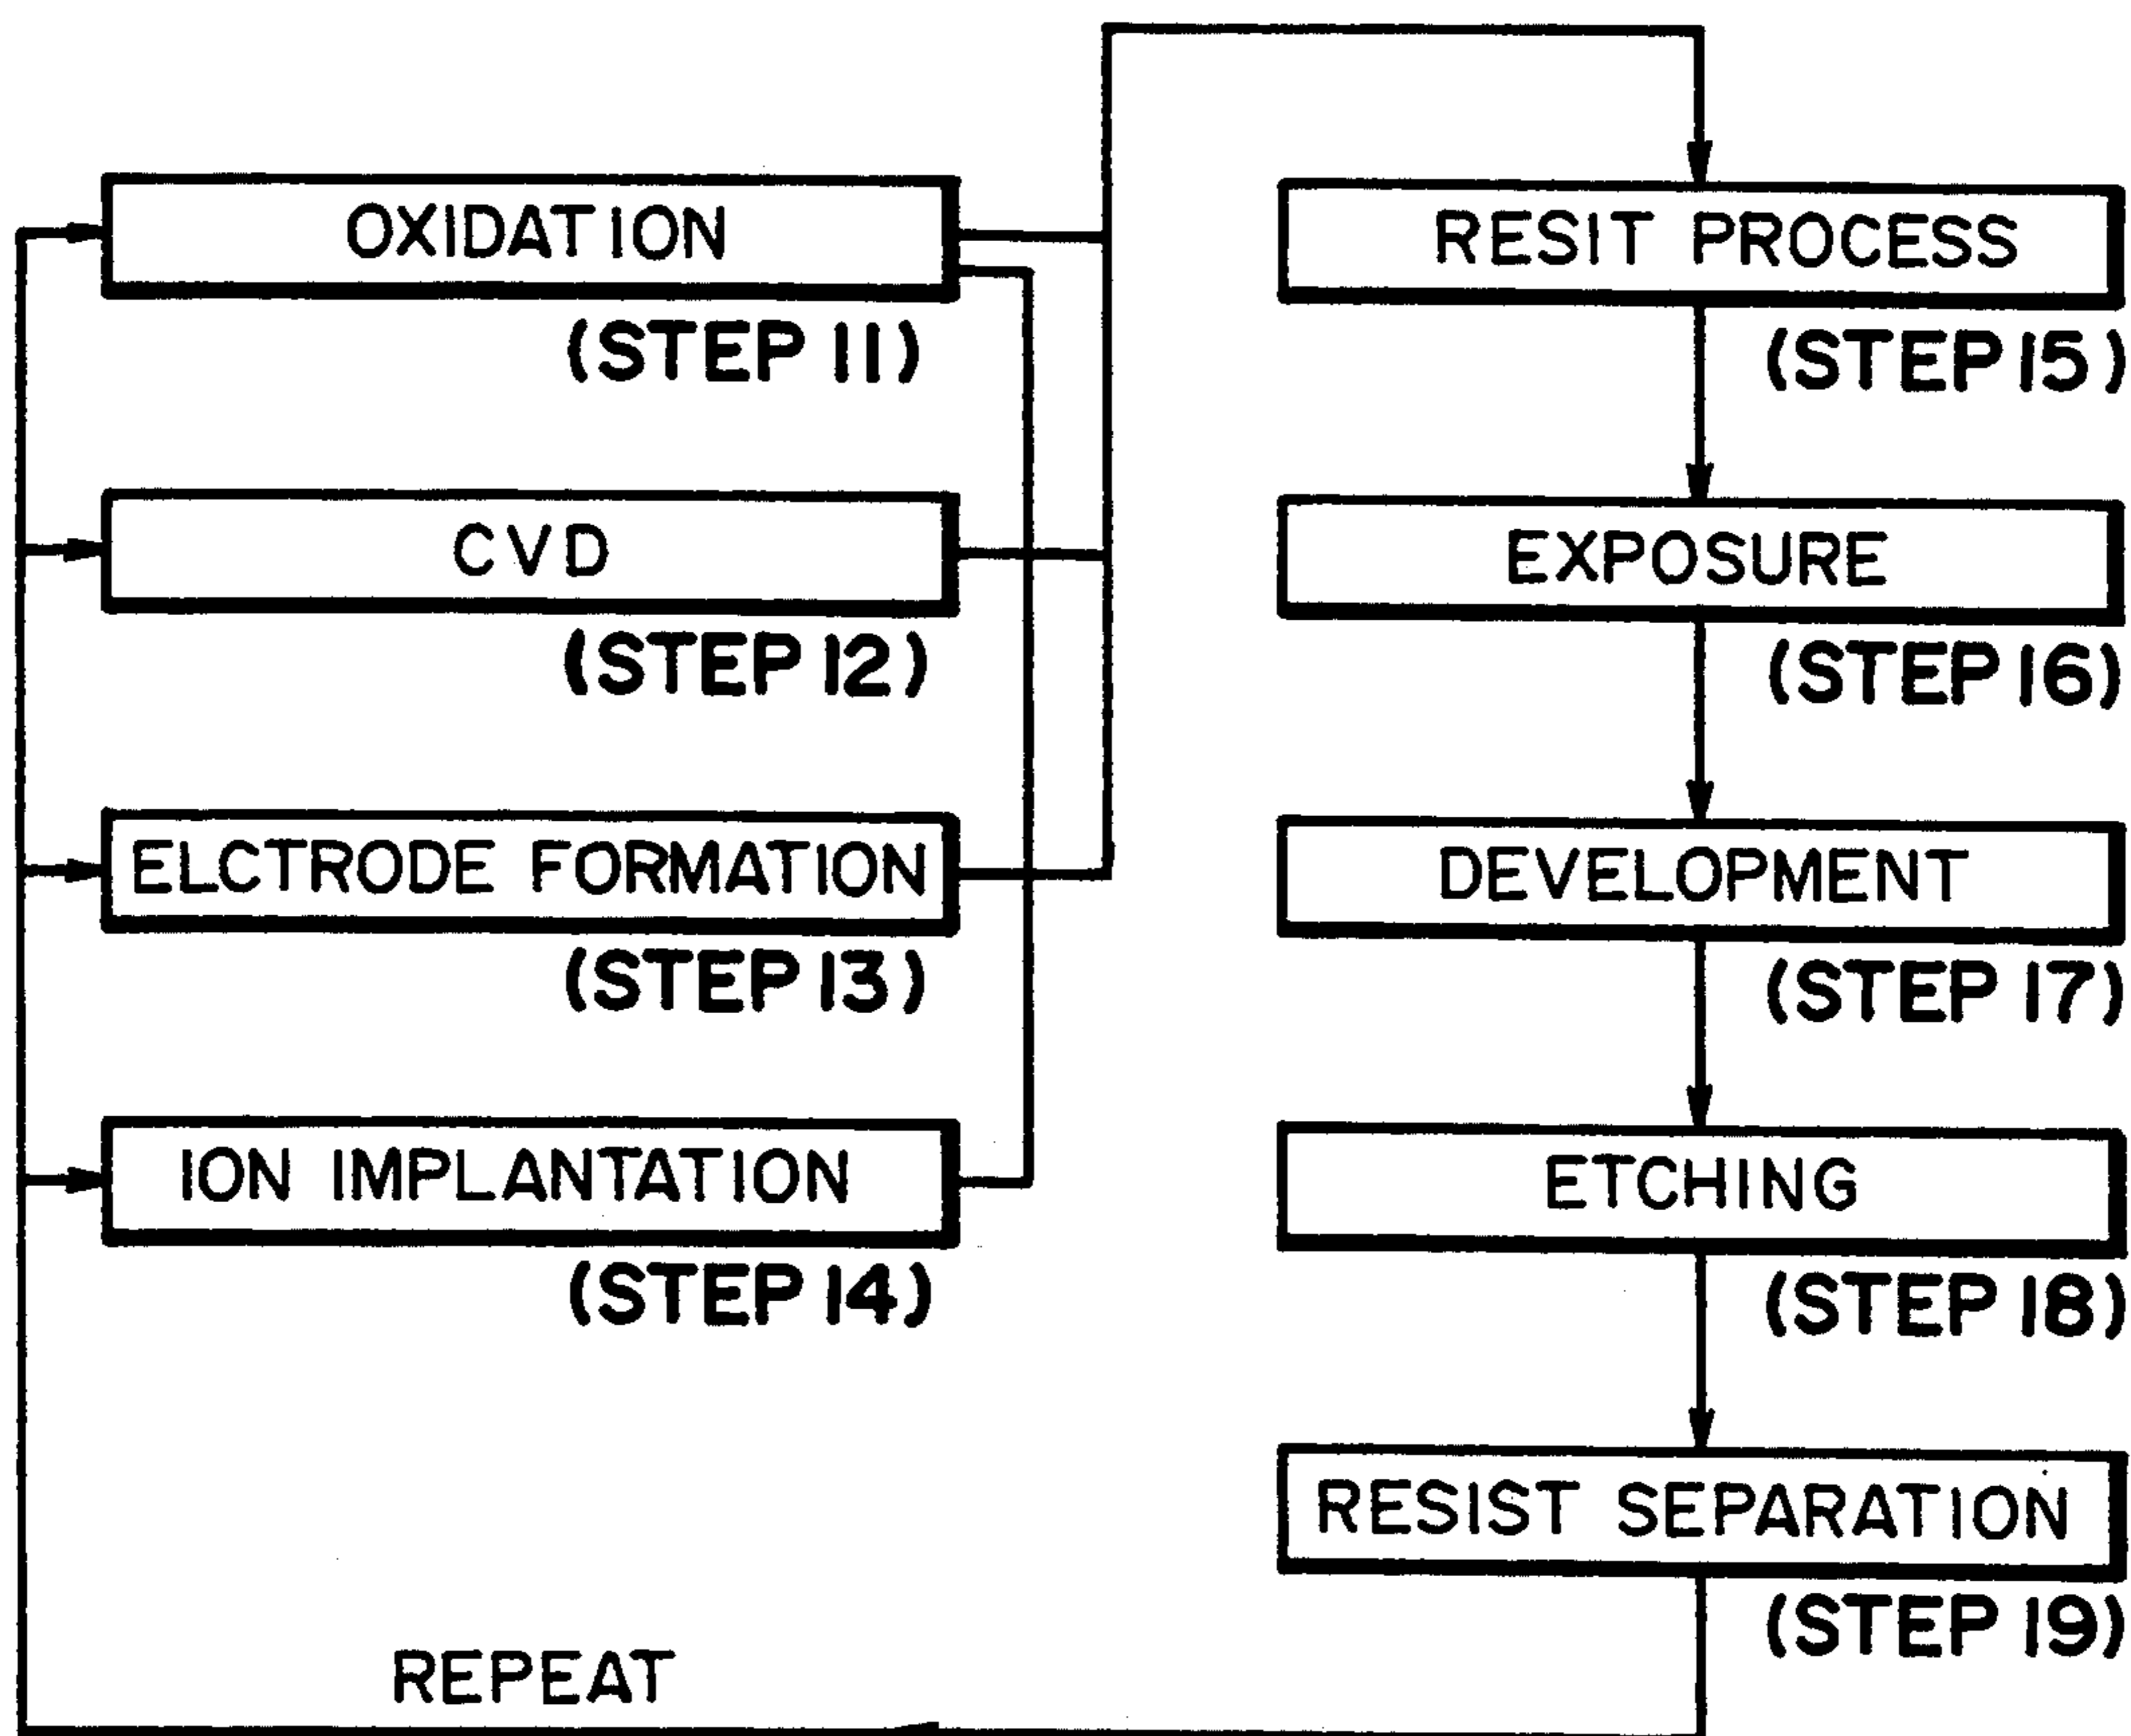 OXIDATION
(STEP 11)
CVD
(STEP 12)
ELCTRODE FORMATION
(STEP 13)
ION IMPLANTATION
(STEP 14)
RESIT PROCESS
(STEP 15)
EXPOSURE
(STEP 16)
DEVELOPMENT
(STEP 17)
ETCHING
(STEP 18)
RESIST SEPARATION
(STEP 19)
REPEAT